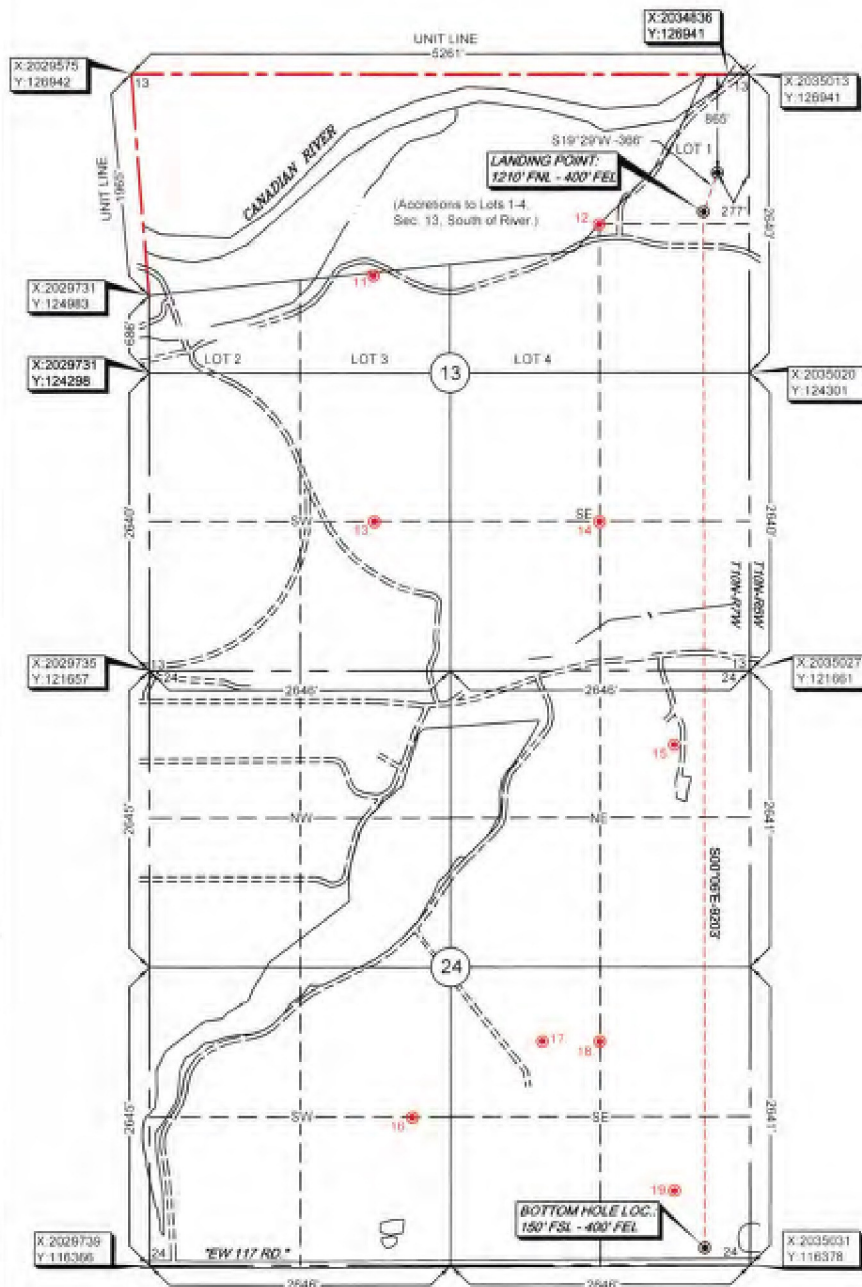 UNIT LINE
5261'
X:2034836
Y:126941
X:2029575
Y:126942
13
13
X:2035013
Y:126941
865'
S19°29'W -366'
LOT 1
LANDING POINT:
1210' FNL - 400' FEL
CANADIAN RIVER
UNIT LINE
1965'
(Accretions to Lots 1-4,
Sec. 13, South of River.)
12
277'
2640'
X:2029731
Y:124983
11
686'
LOT 2
LOT 3
LOT 4
X:2029731
Y:124298
13
X:2035020
Y:124301
2640'
SW
13
SE
14
2640'
T10N-R7W
T10N-R6W
X:2029735
Y:121657
13
24
2646'
2646'
13
24
X:2035027
Y:121661
15
2645'
NW
NE
2641'
S00°06'E-9203'
24
17
18
2645'
SW
16
SE
2641'
19
BOTTOM HOLE LOC.:
150' FSL - 400' FEL
X:2029739
Y:116366
24
"EW 117 RD."
24
X:2035031
Y:116378
2646'
2646'